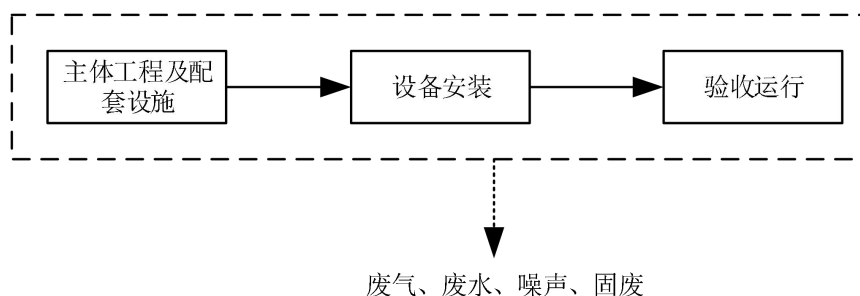 主体工程及配
套设施
设备安装
验收运行
废气、废水、噪声、固废